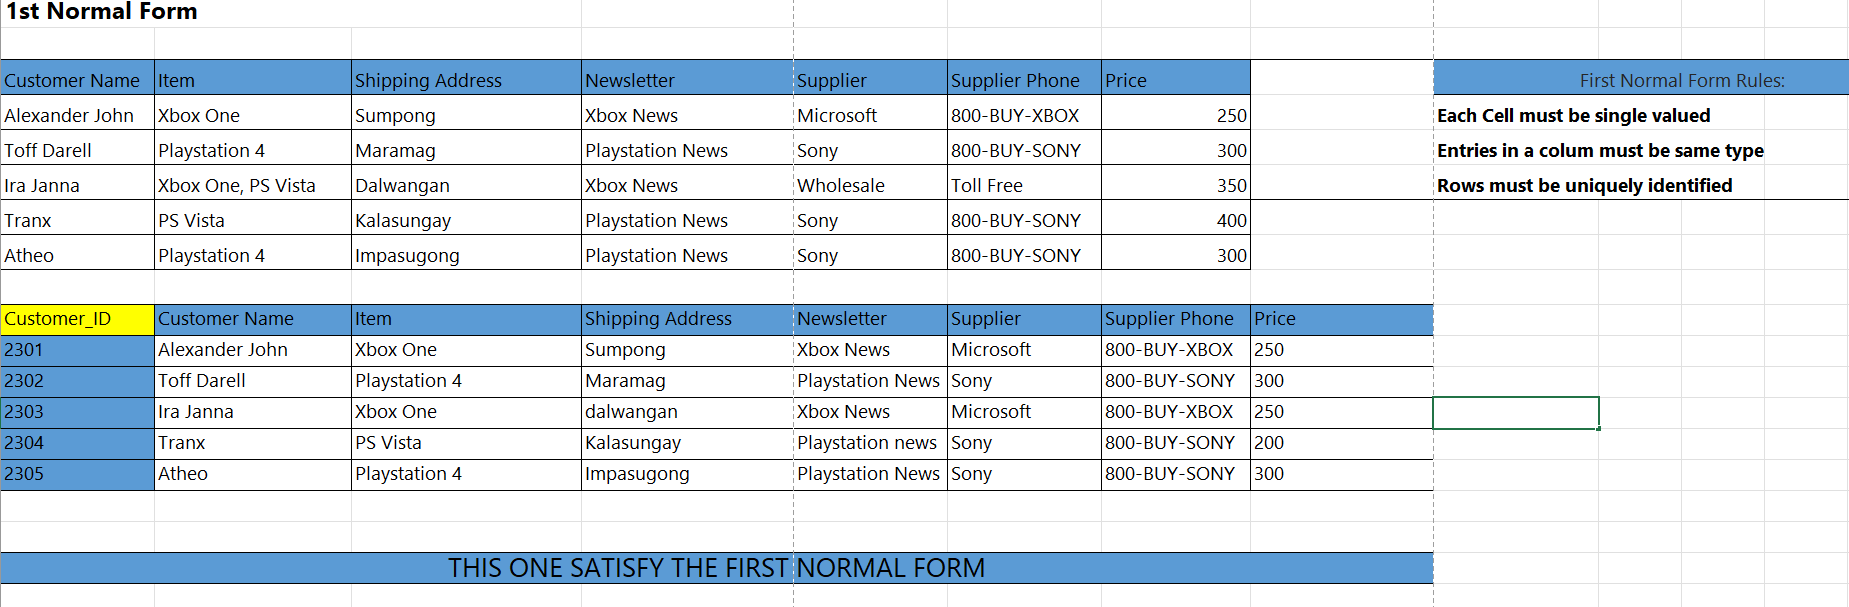 1st Normal Form
Customer Name Item Shipping Address Newsletter Supplier Supplier Phone Price First Normal Form Rules:
Alexander John Xbox One Sumpong Xbox News Microsoft 800-BUY-XBOX 250 Each Cell must be single valued
Toff Darell Playstation 4 Maramag Playstation News Sony 800-BUY-SONY 300 Entries in a colum must be same type
Ira Janna Xbox One, PS Vista Dalwangan Xbox News Wholesale Toll Free 350 Rows must be uniquely identified
Tranx PS Vista Kalasungay Playstation News Sony 800-BUY-SONY 400
Atheo Playstation 4 Impasugong Playstation News Sony 800-BUY-SONY 300
Customer_ID Customer Name Item Shipping Address Newsletter Supplier Supplier Phone Price
2301 Alexander John Xbox One Sumpong Xbox News Microsoft 800-BUY-XBOX 250
2302 Toff Darell Playstation 4 Maramag Playstation News Sony 800-BUY-SONY 300
2303 Ira Janna Xbox One dalwangan Xbox News Microsoft 800-BUY-XBOX 250
2304 Tranx PS Vista Kalasungay Playstation news Sony 800-BUY-SONY 200
2305 Atheo Playstation 4 Impasugong Playstation News Sony 800-BUY-SONY 300
THIS ONE SATISFY THE FIRST NORMAL FORM